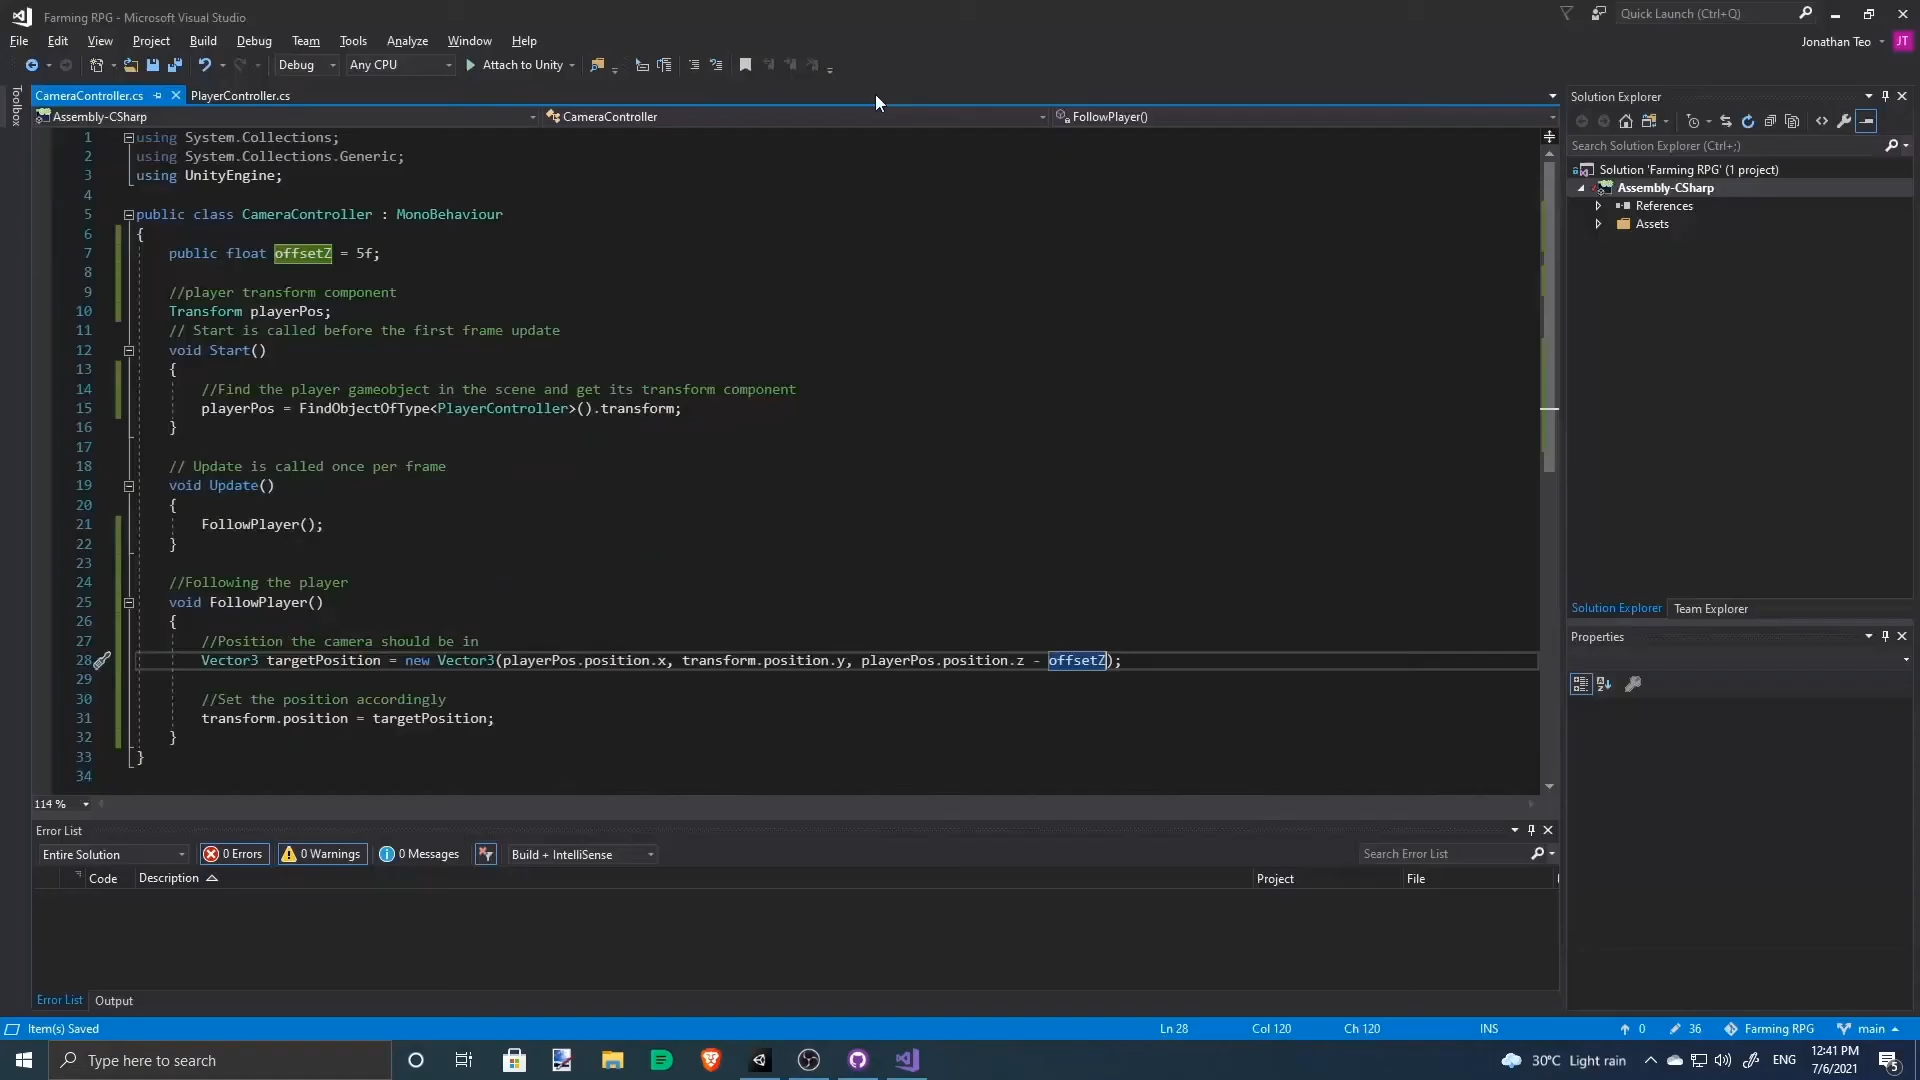 Farming RPG - Microsoft Visual Studio
Quick Launch (Ctrl+Q)
File Edit View Project Build Debug Team Tools Analyze Window Help
Jonathan Teo JT
Debug Any CPU Attach to Unity
Toolbox
CameraController.cs PlayerController.cs
Assembly-CSharp CameraController FollowPlayer()
1 using System.Collections;
2 using System.Collections.Generic;
3 using UnityEngine;
4
5 public class CameraController : MonoBehaviour
6 {
7 public float offsetZ = 5f;
8
9 //player transform component
10 Transform playerPos;
11 // Start is called before the first frame update
12 void Start()
13 {
14 //Find the player gameobject in the scene and get its transform component
15 playerPos = FindObjectOfType<PlayerController>().transform;
16 }
17
18 // Update is called once per frame
19 void Update()
20 {
21 FollowPlayer();
22 }
23
24 //Following the player
25 void FollowPlayer()
26 {
27 //Position the camera should be in
28 Vector3 targetPosition = new Vector3(playerPos.position.x, transform.position.y, playerPos.position.z - offsetZ);
29
30 //Set the position accordingly
31 transform.position = targetPosition;
32 }
33 }
34
114 %
Solution Explorer
Search Solution Explorer (Ctrl+;)
Solution 'Farming RPG' (1 project)
Assembly-CSharp
References
Assets
Solution Explorer Team Explorer
Properties
Error List
Entire Solution 0 Errors 0 Warnings 0 Messages Build + IntelliSense Search Error List
Code Description Project File
Error List Output
Item(s) Saved Ln 28 Col 120 Ch 120 INS 0 36 Farming RPG main
Type here to search
30°C Light rain ENG 12:41 PM
7/6/2021
5